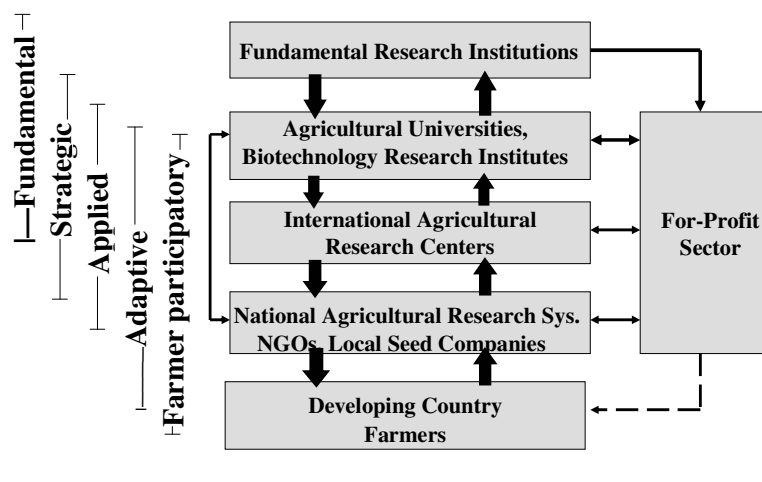 Fundamental
Strategic
Applied
Adaptive
Farmer participatory
Fundamental Research Institutions
Agricultural Universities,
Biotechnology Research Institutes
International Agricultural
Research Centers
National Agricultural Research Sys.
NGOs, Local Seed Companies
Developing Country
Farmers
For-Profit
Sector